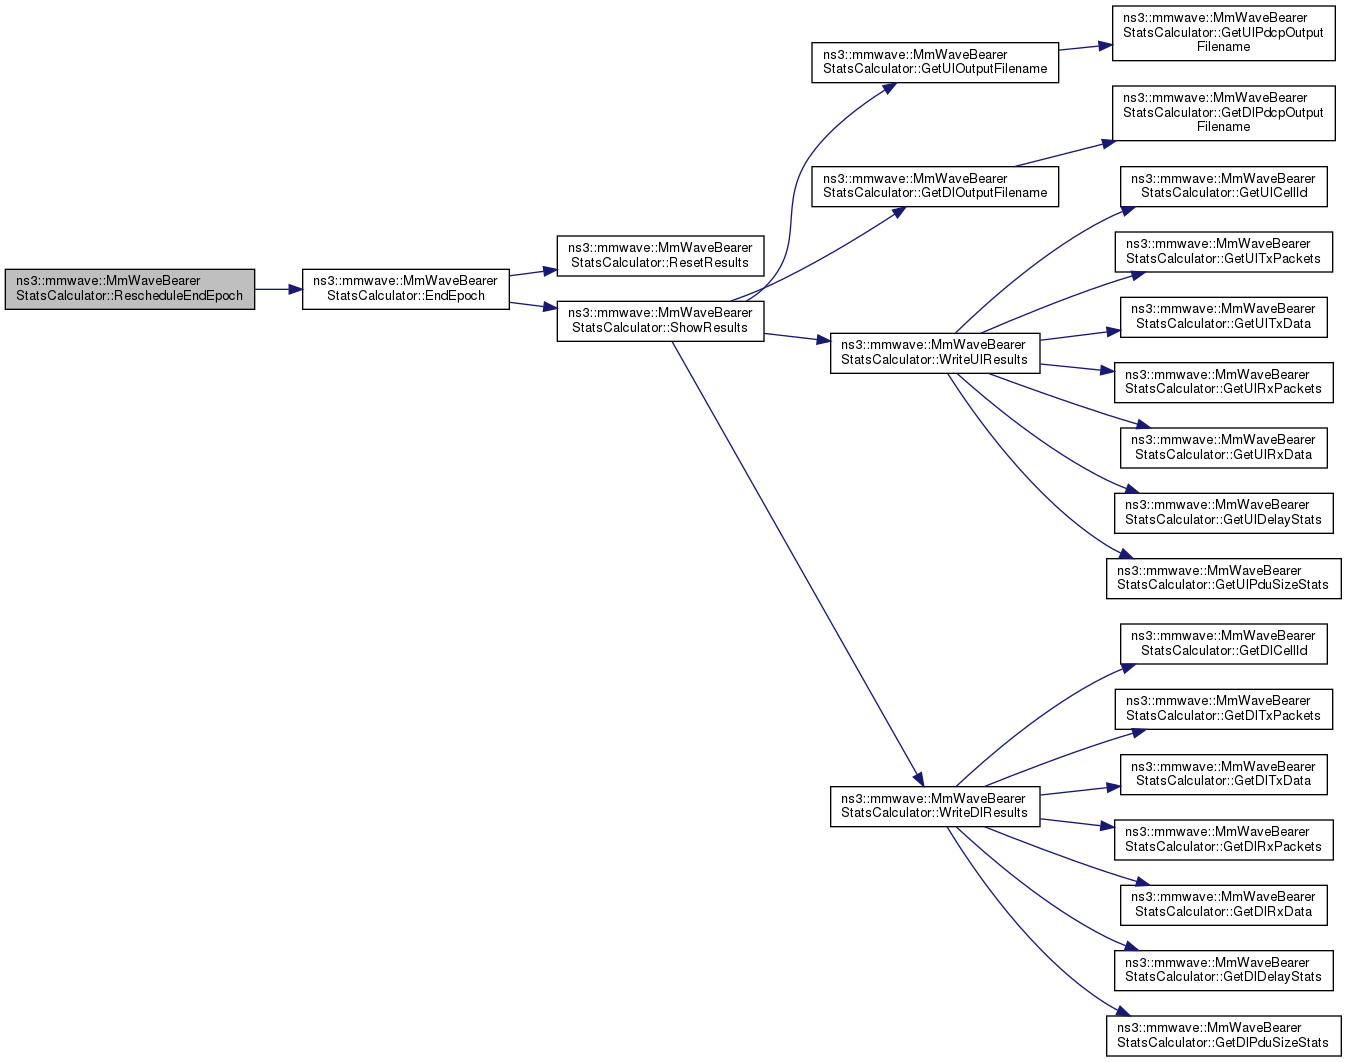 ns3::mmwave::MmWaveBearer
StatsCalculator::RescheduleEndEpoch
ns3::mmwave::MmWaveBearer
StatsCalculator::EndEpoch
ns3::mmwave::MmWaveBearer
StatsCalculator::ResetResults
ns3::mmwave::MmWaveBearer
StatsCalculator::ShowResults
ns3::mmwave::MmWaveBearer
StatsCalculator::GetUlOutputFilename
ns3::mmwave::MmWaveBearer
StatsCalculator::GetDlOutputFilename
ns3::mmwave::MmWaveBearer
StatsCalculator::WriteUlResults
ns3::mmwave::MmWaveBearer
StatsCalculator::WriteDlResults
ns3::mmwave::MmWaveBearer
StatsCalculator::GetUlPdcpOutput
Filename
ns3::mmwave::MmWaveBearer
StatsCalculator::GetDlPdcpOutput
Filename
ns3::mmwave::MmWaveBearer
StatsCalculator::GetUlCellId
ns3::mmwave::MmWaveBearer
StatsCalculator::GetUlTxPackets
ns3::mmwave::MmWaveBearer
StatsCalculator::GetUlTxData
ns3::mmwave::MmWaveBearer
StatsCalculator::GetUlRxPackets
ns3::mmwave::MmWaveBearer
StatsCalculator::GetUlRxData
ns3::mmwave::MmWaveBearer
StatsCalculator::GetUlDelayStats
ns3::mmwave::MmWaveBearer
StatsCalculator::GetUlPduSizeStats
ns3::mmwave::MmWaveBearer
StatsCalculator::GetDlCellId
ns3::mmwave::MmWaveBearer
StatsCalculator::GetDlTxPackets
ns3::mmwave::MmWaveBearer
StatsCalculator::GetDlTxData
ns3::mmwave::MmWaveBearer
StatsCalculator::GetDlRxPackets
ns3::mmwave::MmWaveBearer
StatsCalculator::GetDlRxData
ns3::mmwave::MmWaveBearer
StatsCalculator::GetDlDelayStats
ns3::mmwave::MmWaveBearer
StatsCalculator::GetDlPduSizeStats